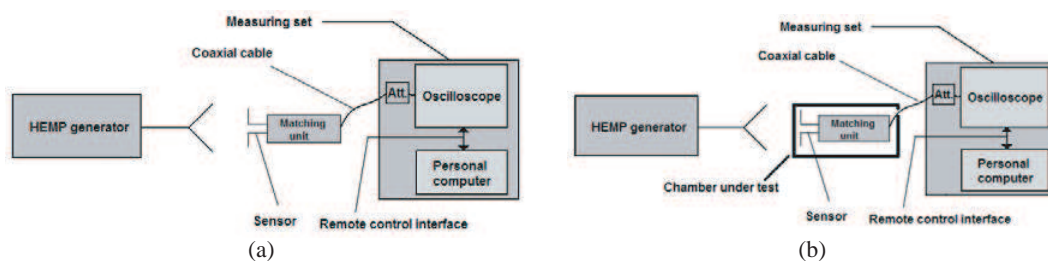 Measuring set
Coaxial cable
Att.
Oscilloscope
HEMP generator
Matching
unit
Personal
computer
Sensor
Remote control interface
(a)
Measuring set
Coaxial cable
Att.
Oscilloscope
HEMP generator
Matching
unit
Personal
computer
Chamber under test
Sensor
Remote control interface
(b)